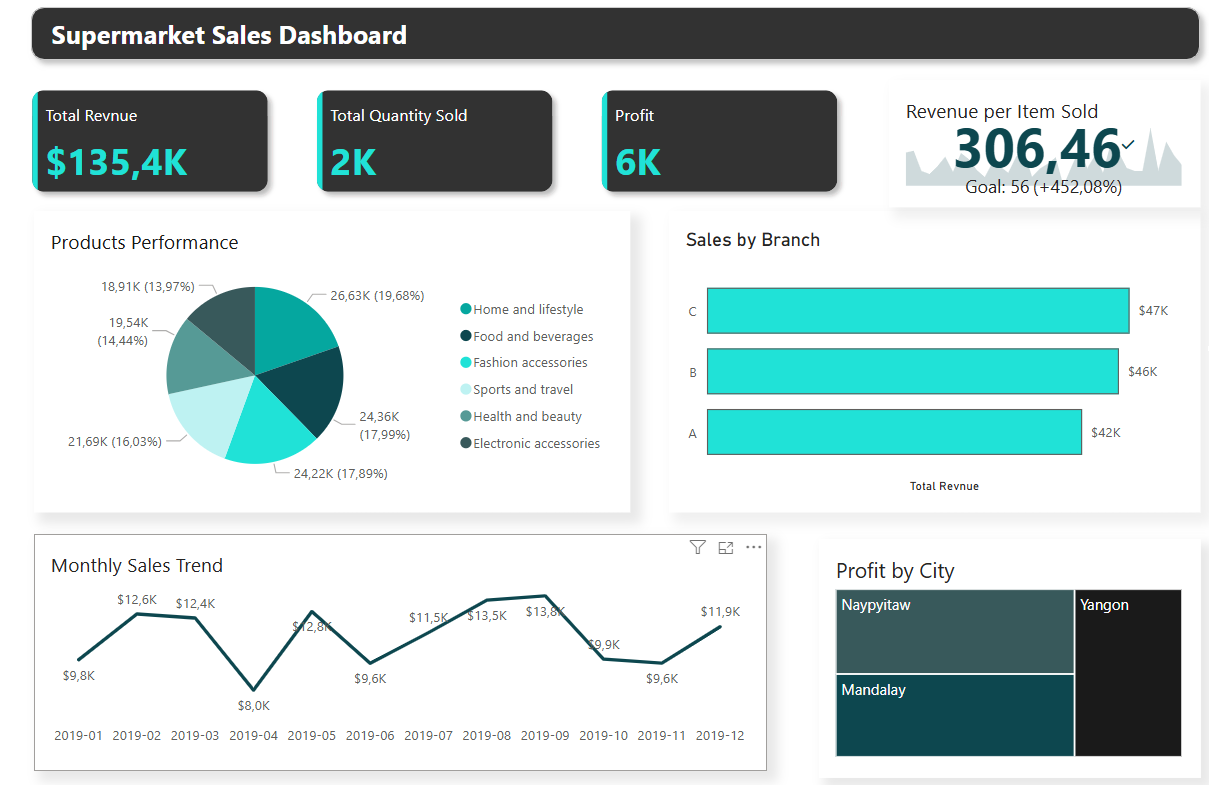 Supermarket Sales Dashboard
Total Revnue
$135,4K
Total Quantity Sold
2K
Profit
6K
Revenue per Item Sold
306,46
Goal: 56 (+452,08%)
Products Performance
18,91K (13,97%)
26,63K (19,68%)
19,54K
(14,44%)
24,36K
(17,99%)
21,69K (16,03%)
24,22K (17,89%)
Home and lifestyle
Food and beverages
Fashion accessories
Sports and travel
Health and beauty
Electronic accessories
Sales by Branch
C $47K
B $46K
A $42K
Total Revnue
Monthly Sales Trend
$9,8K
$12,6K
$12,4K
$8,0K
$12,8K
$9,6K
$11,5K
$13,5K
$13,8K
$9,9K
$9,6K
$11,9K
2019-01 2019-02 2019-03 2019-04 2019-05 2019-06 2019-07 2019-08 2019-09 2019-10 2019-11 2019-12
Profit by City
Naypyitaw
Yangon
Mandalay